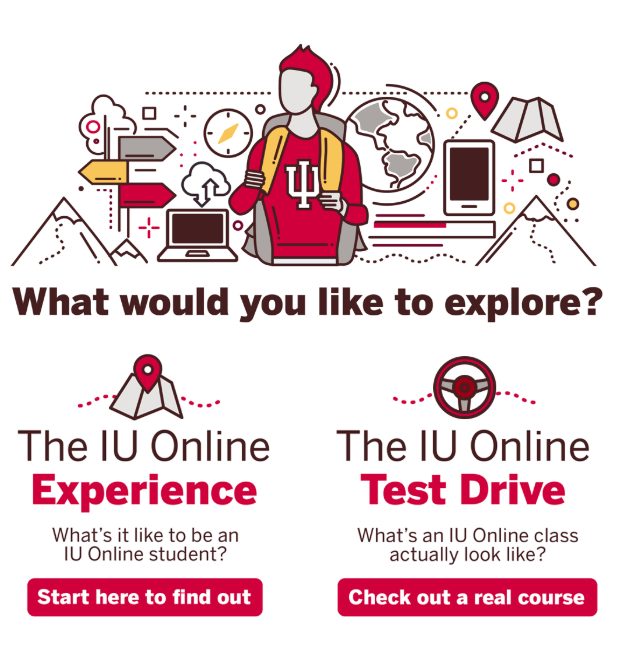 What would you like to explore?
The IU Online
Experience
What's it like to be an
IU Online student?
Start here to find out
The IU Online
Test Drive
What's an IU Online class
actually look like?
Check out a real course